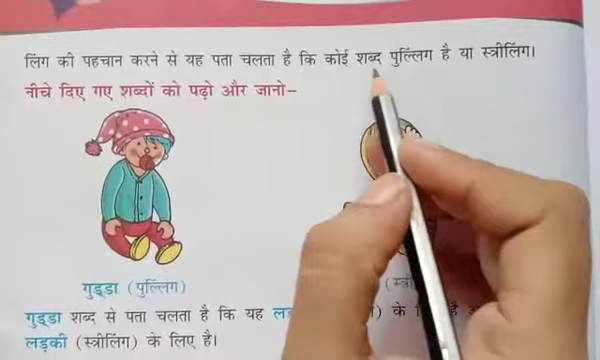 लिंग की पहचान करने से यह पता चलता है कि कोई शब्द पुल्लिंग है या स्त्रीलिंग।
नीचे दिए गए शब्दों को पढ़ो और जानो–
गुड्डा (पुल्लिंग)
गुड्डा शब्द से पता चलता है कि यह के
लड़की (स्त्रीलिंग) के लिए है।